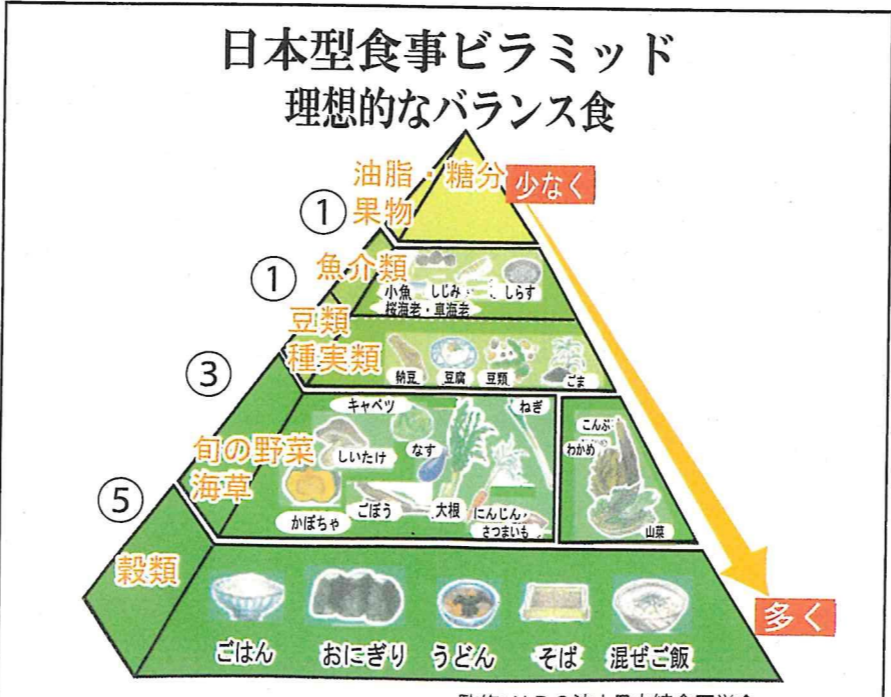 日本型食事ピラミッド
理想的なバランス食
油脂・糖分
少なく
①
果物
①
魚介類
小魚
しじみ
しらす
桜海老・車海老
豆類
種実類
納豆
豆腐
豆類
ごま
③
キャベツ
ねぎ
こんぶ
わかめ
しいたけ
なす
旬の野菜
海草
かぼちゃ
ごぼう
大根
にんじん
さつまいも
山菜
⑤
穀類
ごはん
おにぎり
うどん
そば
混ぜご飯
多く